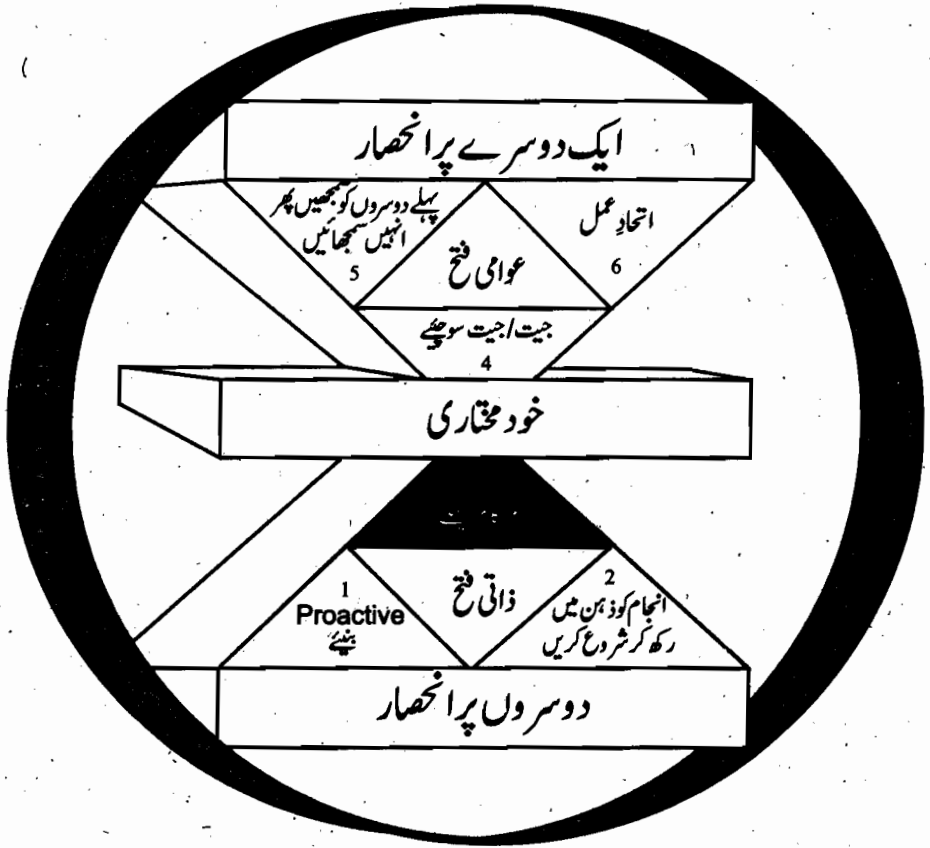 ایک دوسرے پر انحصار
پہلے دوسروں کو سمجھیں پھر
انہیں سمجھائیں
5
اتحادِ عمل
6
عوامی فتح
جیت/جیت سوچئے
4
خود مختاری
1
Proactive
بنیئے
ذاتی فتح
2
انجام کو ذہن میں
رکھ کر شروع کریں
دوسروں پر انحصار